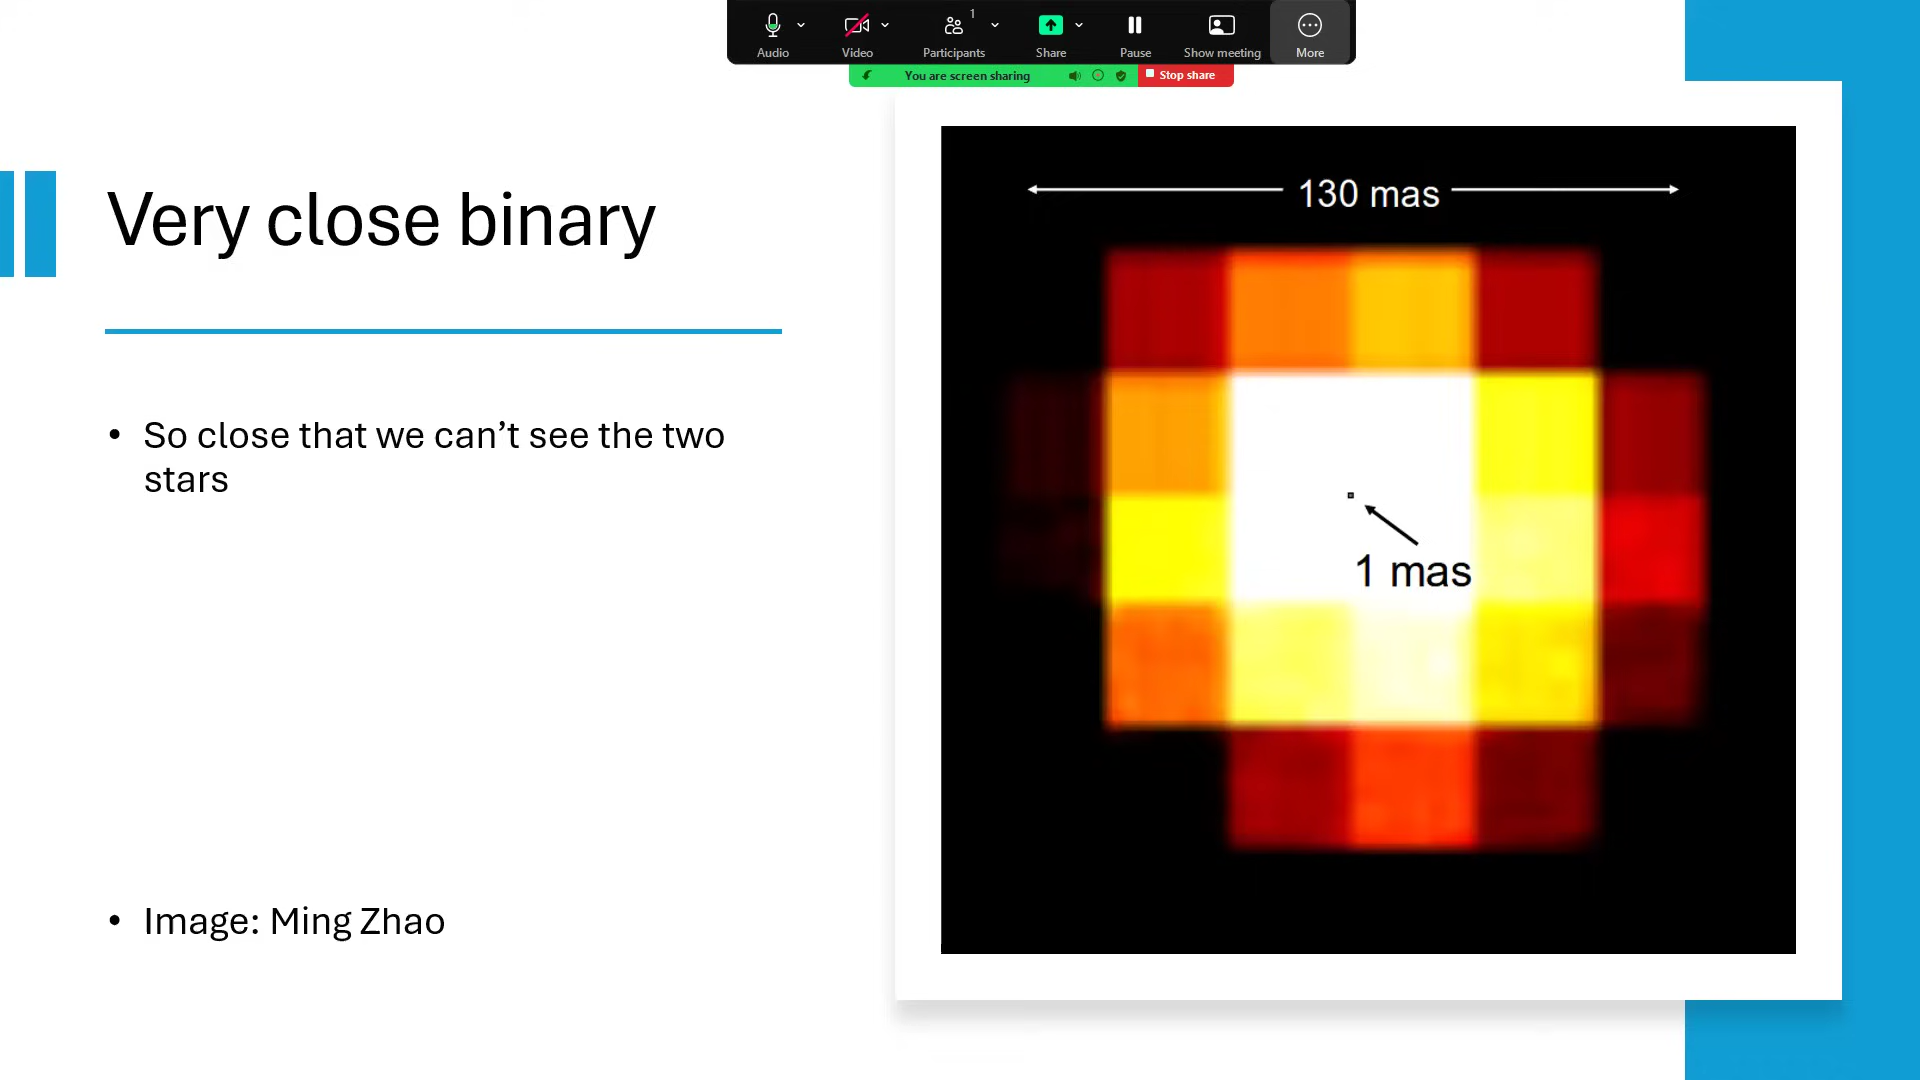 1
Audio
Video
Participants
Share
Pause
Show meeting
More
You are screen sharing
Stop share
Very close binary
• So close that we can’t see the two
stars
• Image: Ming Zhao
130 mas
1 mas